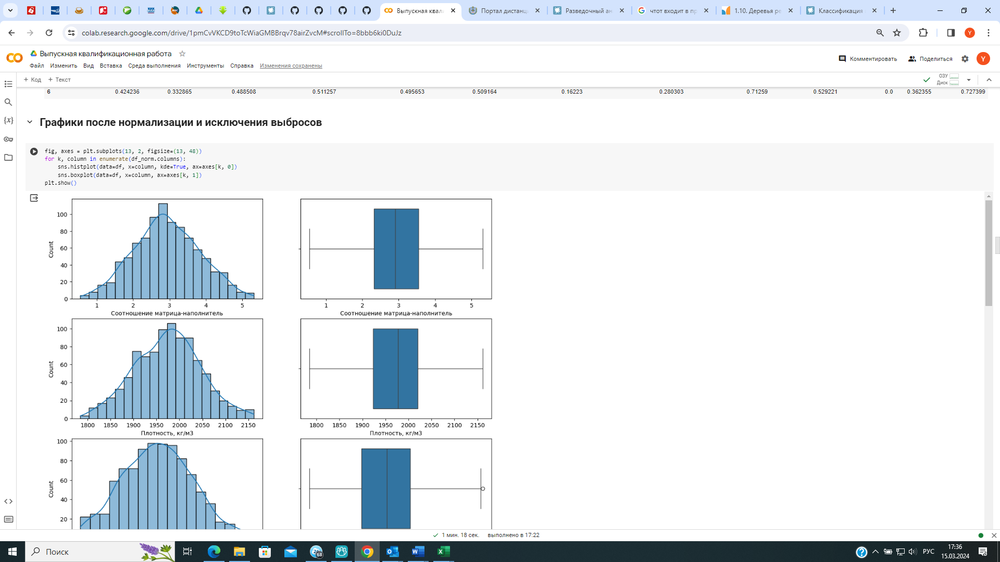 Выпускная квали
Портал дистанц
Разведочный ан
чтот входит в пр
1.10. Деревья ре
Классификация
colab.research.google.com/drive/1pmCvVKCD9toTcWiaGMBBrqv78airZvcM#scrollTo=8bbb6ki0DuJz
Y
CO
Выпускная квалификационная работа
Файл Изменить Вид Вставка Среда выполнения Инструменты Справка Изменения сохранены
Комментировать
Поделиться
Y
+ Код + Текст
ОЗУ
Диск
6 0.424236 0.332865 0.488508 0.511257 0.495653 0.509164 0.16223 0.280303 0.71259 0.529221 0.0 0.362355 0.727399
{x}
Графики после нормализации и исключения выбросов
fig, axes = plt.subplots(13, 2, figsize=(13, 48))
for k, column in enumerate(df_norm.columns):
    sns.histplot(data=df, x=column, kde=True, ax=axes[k, 0])
    sns.boxplot(data=df, x=column, ax=axes[k, 1])
plt.show()
100
80
60
40
20
0
Count
1 2 3 4 5
Соотношение матрица-наполнитель
1 2 3 4 5
Соотношение матрица-наполнитель
100
80
60
40
20
0
Count
1800 1850 1900 1950 2000 2050 2100 2150
Плотность, кг/м3
1800 1850 1900 1950 2000 2050 2100 2150
Плотность, кг/м3
100
80
60
40
20
Count
1 мин. 18 сек. выполнено в 17:22
Поиск
68
РУС
17:36
15.03.2024